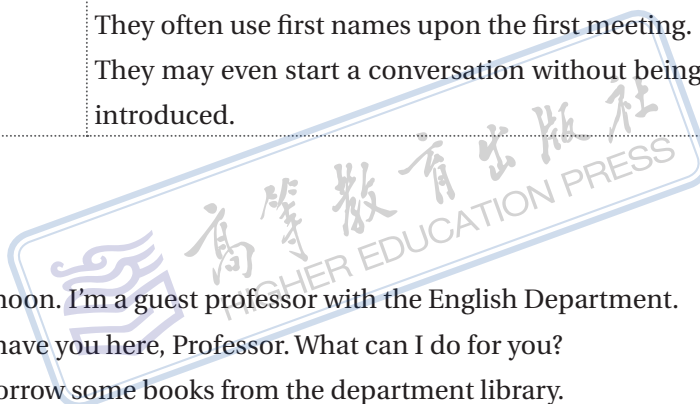 They often use first names upon the first meeting.
They may even start a conversation without being
introduced.
高等教育出版社
HIGHER EDUCATION PRESS
noon. I'm a guest professor with the English Department.
have you here, Professor. What can I do for you?
orrow some books from the department library.